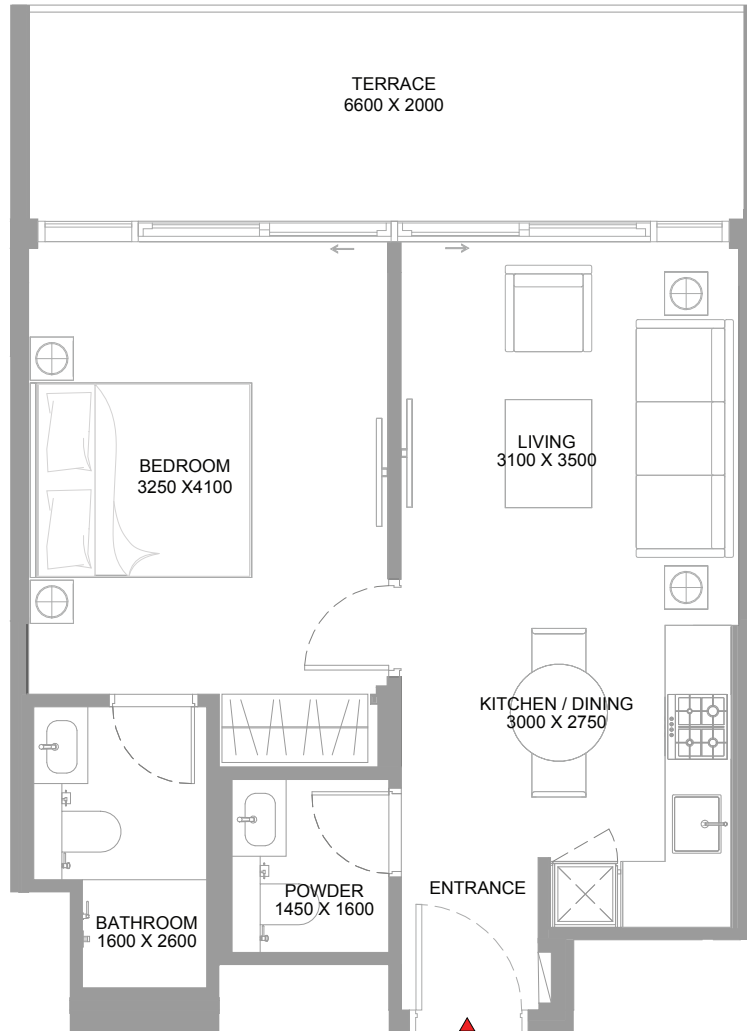 TERRACE
6600 X 2000
LIVING
3100 X 3500
BEDROOM
3250 X4100
KITCHEN / DINING
3000 X 2750
POWDER
1450 X 1600
ENTRANCE
BATHROOM
1600 X 2600